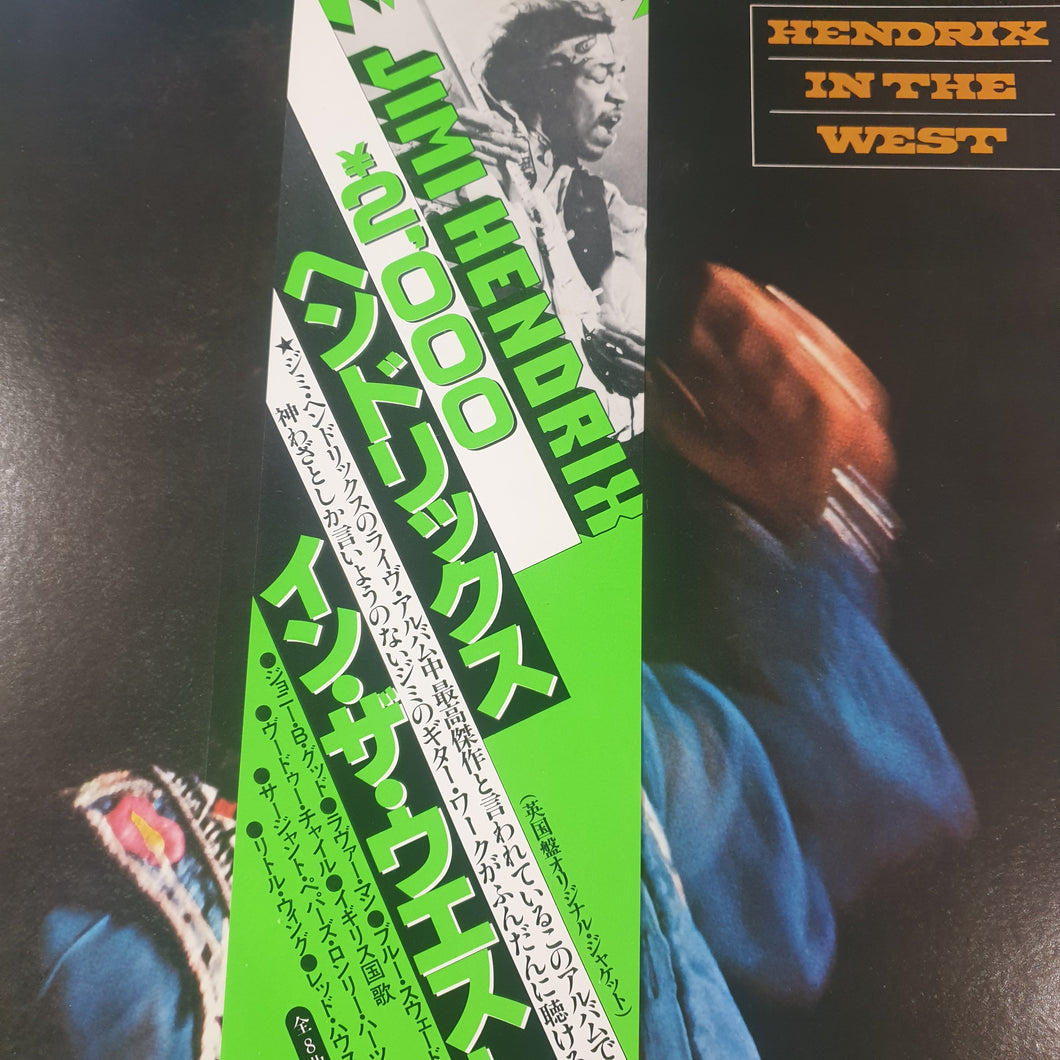 HENDRIX
IN THE
WEST
JIMI HENDRIX
¥2,000
ヘンドリックス
イン・ザ・ウエスト
★ジミ・ヘンドリックスのライヴ・アルバム中最高傑作と言われているこのアルバムで
神わざとしか言いようのないジミのギター・ワークがふんだんに聴ける
(英国盤オリジナル・ジャケット)
●ジョニー・B・グッド●ラヴァー・マン●ブルー・スウェード
●ヴードゥー・チャイル●イギリス国歌
●サージャント・ペパーズ・ロンリー・ハーツ
●リトル・ウィング●レッド・ハウス
全8曲